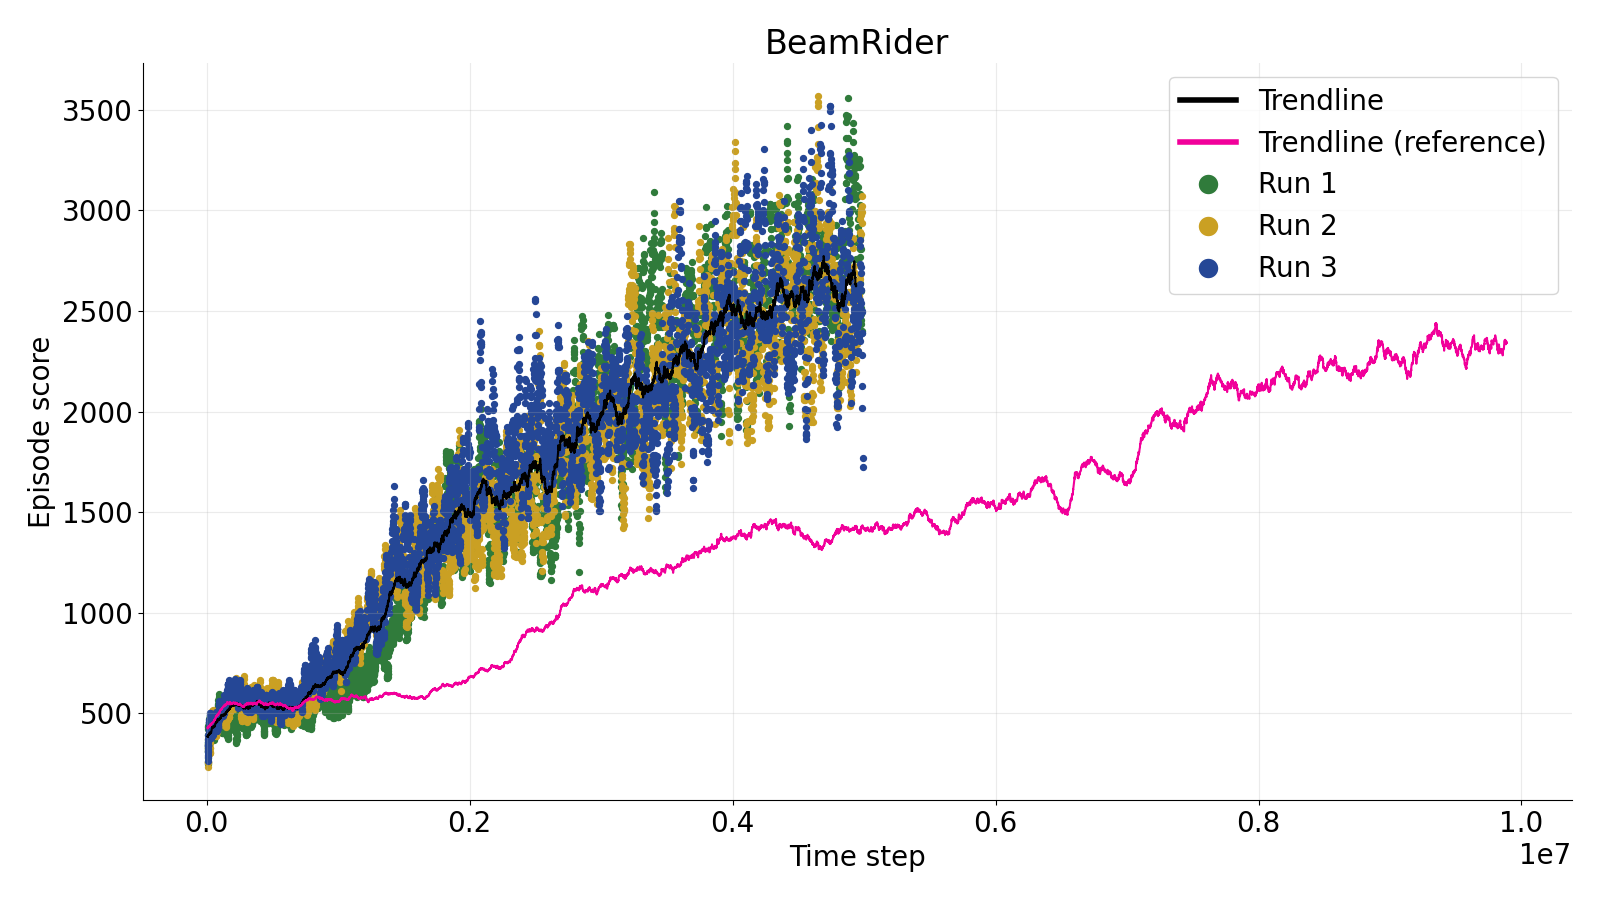 BeamRider
Trendline
Trendline (reference)
Run 1
Run 2
Run 3
Episode score
3500
3000
2500
2000
1500
1000
500
0.0 0.2 0.4 0.6 0.8 1.0
1e7
Time step